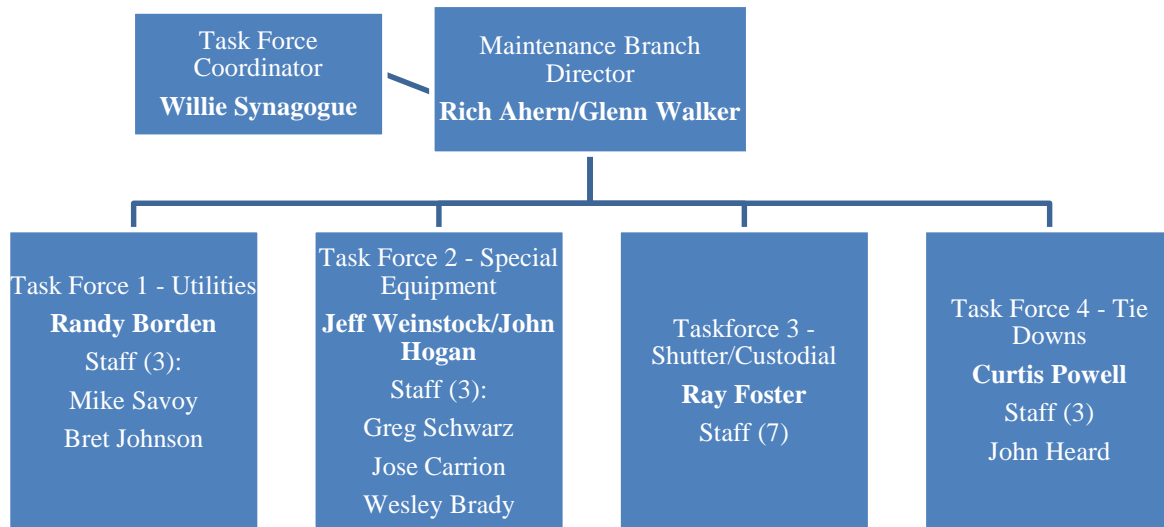 Task Force
Coordinator
Willie Synagogue
Maintenance Branch
Director
Rich Ahern/Glenn Walker
Task Force 1 - Utilities
Randy Borden
Staff (3):
Mike Savoy
Bret Johnson
Task Force 2 - Special
Equipment
Jeff Weinstock/John
Hogan
Staff (3):
Greg Schwarz
Jose Carrion
Wesley Brady
Taskforce 3 -
Shutter/Custodial
Ray Foster
Staff (7)
Task Force 4 - Tie
Downs
Curtis Powell
Staff (3)
John Heard